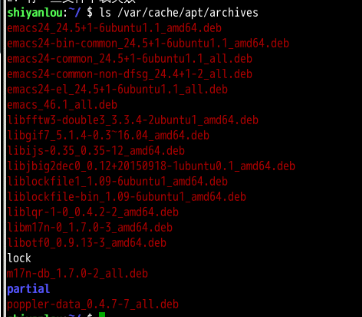 shiyanlou:~/ $ ls /var/cache/apt/archives
emacs24_24.5+1-6ubuntu1.1_amd64.deb
emacs24-bin-common_24.5+1-6ubuntu1.1_amd64.deb
emacs24-common_24.5+1-6ubuntu1.1_all.deb
emacs24-common-non-dfsg_24.4+1-2_all.deb
emacs24-el_24.5+1-6ubuntu1.1_all.deb
emacs_46.1_all.deb
libfftw3-double3_3.3.4-2ubuntu1_amd64.deb
libgif7_5.1.4-0.3~16.04_amd64.deb
libijs-0.35_0.35-12_amd64.deb
libjbig2dec0_0.12+20150918-1ubuntu0.1_amd64.deb
liblockfile1_1.09-6ubuntu1_amd64.deb
liblockfile-bin_1.09-6ubuntu1_amd64.deb
liblqr-1-0_0.4.2-2_amd64.deb
libm17n-0_1.7.0-3_amd64.deb
libotf0_0.9.13-3_amd64.deb
lock
m17n-db_1.7.0-2_all.deb
partial
poppler-data_0.4.7-7_all.deb